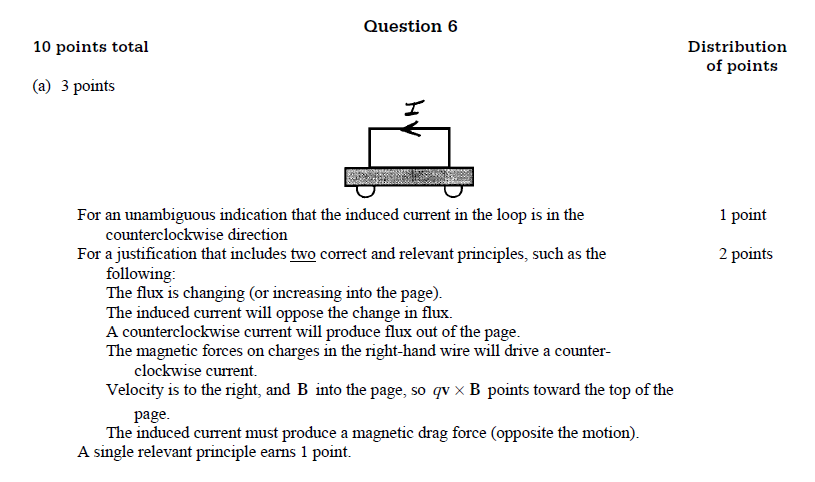 Question 6
10 points total
Distribution
of points
(a) 3 points
I
For an unambiguous indication that the induced current in the loop is in the
1 point
counterclockwise direction
For a justification that includes two correct and relevant principles, such as the
2 points
following:
The flux is changing (or increasing into the page).
The induced current will oppose the change in flux.
A counterclockwise current will produce flux out of the page.
The magnetic forces on charges in the right-hand wire will drive a counter-
clockwise current.
Velocity is to the right, and B into the page, so qv × B points toward the top of the
page.
The induced current must produce a magnetic drag force (opposite the motion).
A single relevant principle earns 1 point.